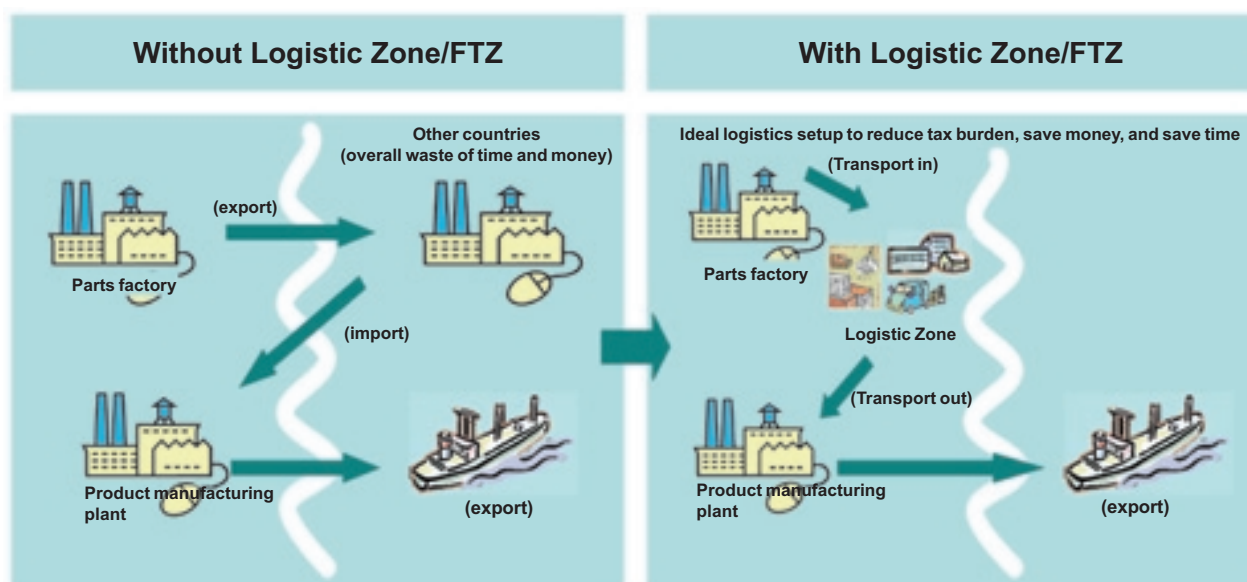 Without Logistic Zone/FTZ
Other countries
(overall waste of time and money)
(export)
Parts factory
(import)
Product manufacturing
plant
(export)
With Logistic Zone/FTZ
Ideal logistics setup to reduce tax burden, save money, and save time
(Transport in)
Parts factory
Logistic Zone
(Transport out)
Product manufacturing
plant
(export)